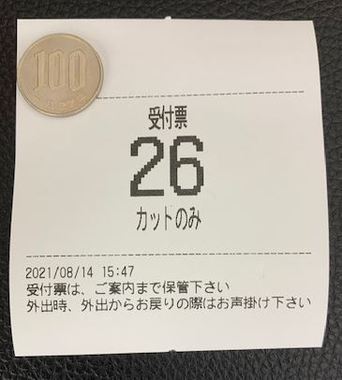 100
受付票
26
カットのみ
2021/08/14 15:47
受付票は、ご案内まで保管下さい
外出時、外出からお戻りの際はお声掛け下さい